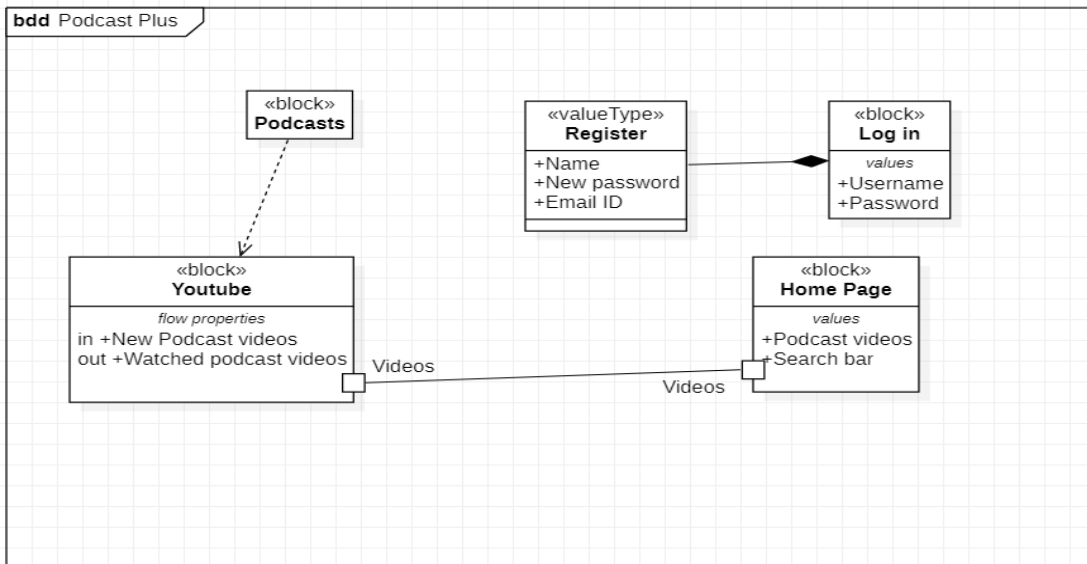 bdd Podcast Plus
«block»
Podcasts
«valueType»
Register
+Name
+New password
+Email ID
«block»
Log in
values
+Username
+Password
«block»
Youtube
flow properties
in +New Podcast videos
out +Watched podcast videos
Videos
«block»
Home Page
values
+Podcast videos
+Search bar
Videos